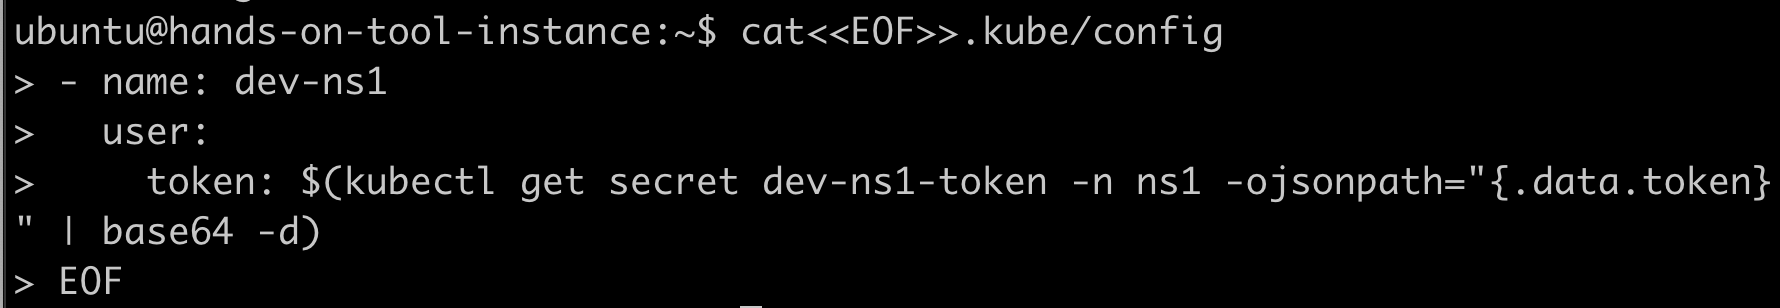 ubuntu@hands-on-tool-instance:~$ cat<<EOF>>.kube/config
> - name: dev-ns1
>   user:
>     token: $(kubectl get secret dev-ns1-token -n ns1 -ojsonpath="{.data.token}
" | base64 -d)
> EOF